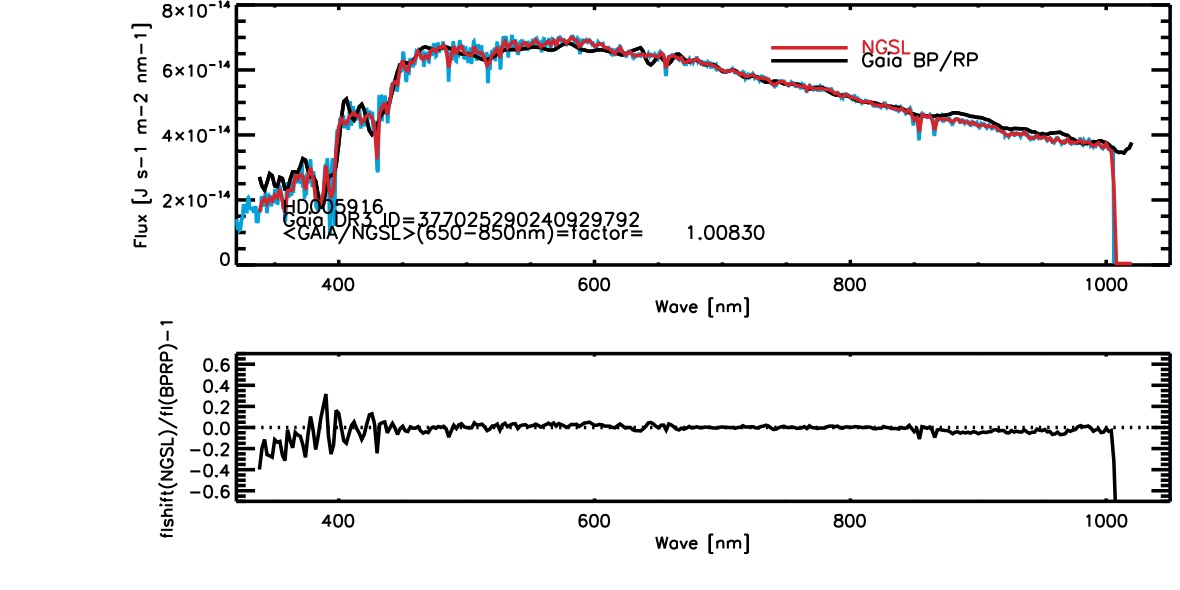 8×10−14
6×10−14
4×10−14
2×10−14
0
Flux [J s−1 m−2 nm−1]
NGSL
Gaia BP/RP
HD005916
Gaia DR3 ID=3770252902409​29792
<GAIA/NGSL>(650−850nm)=factor= 1.00830
400 600 800 1000
Wave [nm]
flshift(NGSL)/fl(BPRP)−1
0.6
0.4
0.2
0.0
−0.2
−0.4
−0.6
400 600 800 1000
Wave [nm]